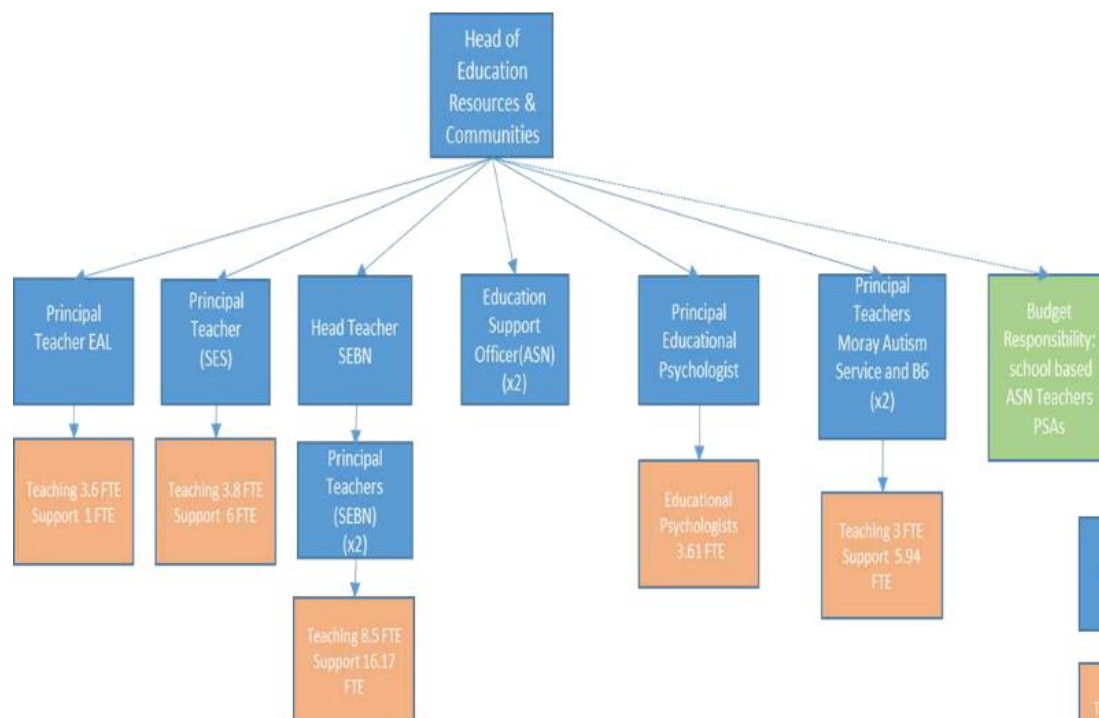 Head of
Education
Resources &
Communities
Principal
Teacher EAL
Principal
Teacher
(SES)
Head Teacher
SEBN
Education
Support
Officer(ASN)
(x2)
Principal
Educational
Psychologist
Principal
Teachers
Moray Autism
Service and B6
(x2)
Budget
Responsibility:
school based
ASN Teachers
PSAs
Teaching 3.6 FTE
Support 1 FTE
Teaching 3.8 FTE
Support 6 FTE
Principal
Teachers
(SEBN)
(x2)
Educational
Psychologists
3.61 FTE
Teaching 3 FTE
Support 5.94
FTE
Teaching 8.5 FTE
Support 16.17
FTE